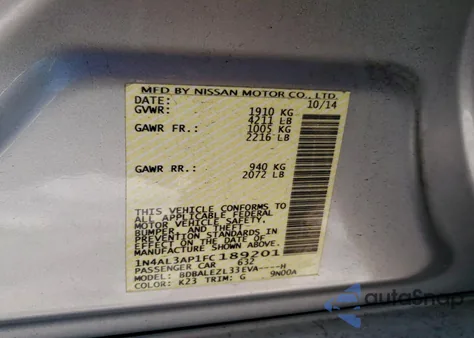 MFD BY NISSAN MOTOR CO., LTD.
DATE: 10/14
GVWR: 1910 KG
4211 LB
GAWR FR.: 1005 KG
2216 LB
GAWR RR.: 940 KG
2072 LB
THIS VEHICLE CONFORMS TO
ALL APPLICABLE FEDERAL
MOTOR VEHICLE SAFETY,
BUMPER, AND THEFT
PREVENTION STANDARDS IN
EFFECT ON THE DATE OF
MANUFACTURE SHOWN ABOVE.
1N4AL3AP1FC189201
PASSENGER CAR 632
MODEL: BDBALEZL33EVA----H
COLOR: K23 TRIM: G 9N00A
autoSnap